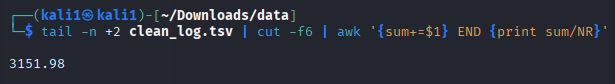 ┌──(kali1㉿kali1)-[~/Downloads/data]
└─$ tail -n +2 clean_log.tsv | cut -f6 | awk '{sum+=$1} END {print sum/NR}'
3151.98